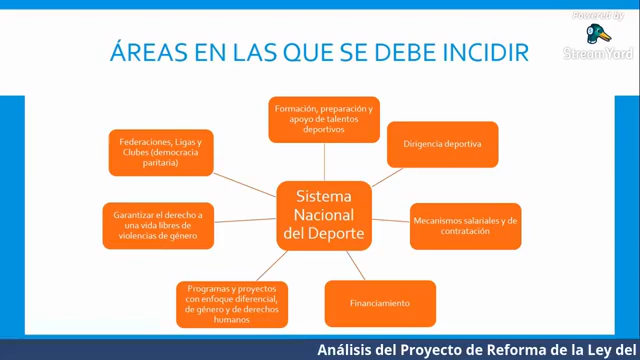 Powered by
StreamYard
ÁREAS EN LAS QUE SE DEBE INCIDIR
Formación, preparación y
apoyo de talentos
deportivos
Dirigencia deportiva
Mecanismos salariales y de
contratación
Financiamiento
Programas y proyectos
con enfoque diferencial,
de género y de derechos
humanos
Garantizar el derecho a
una vida libres de
violencias de género
Federaciones, Ligas y
Clubes (democracia
paritaria)
Sistema
Nacional
del Deporte
Análisis del Proyecto de Reforma de la Ley del